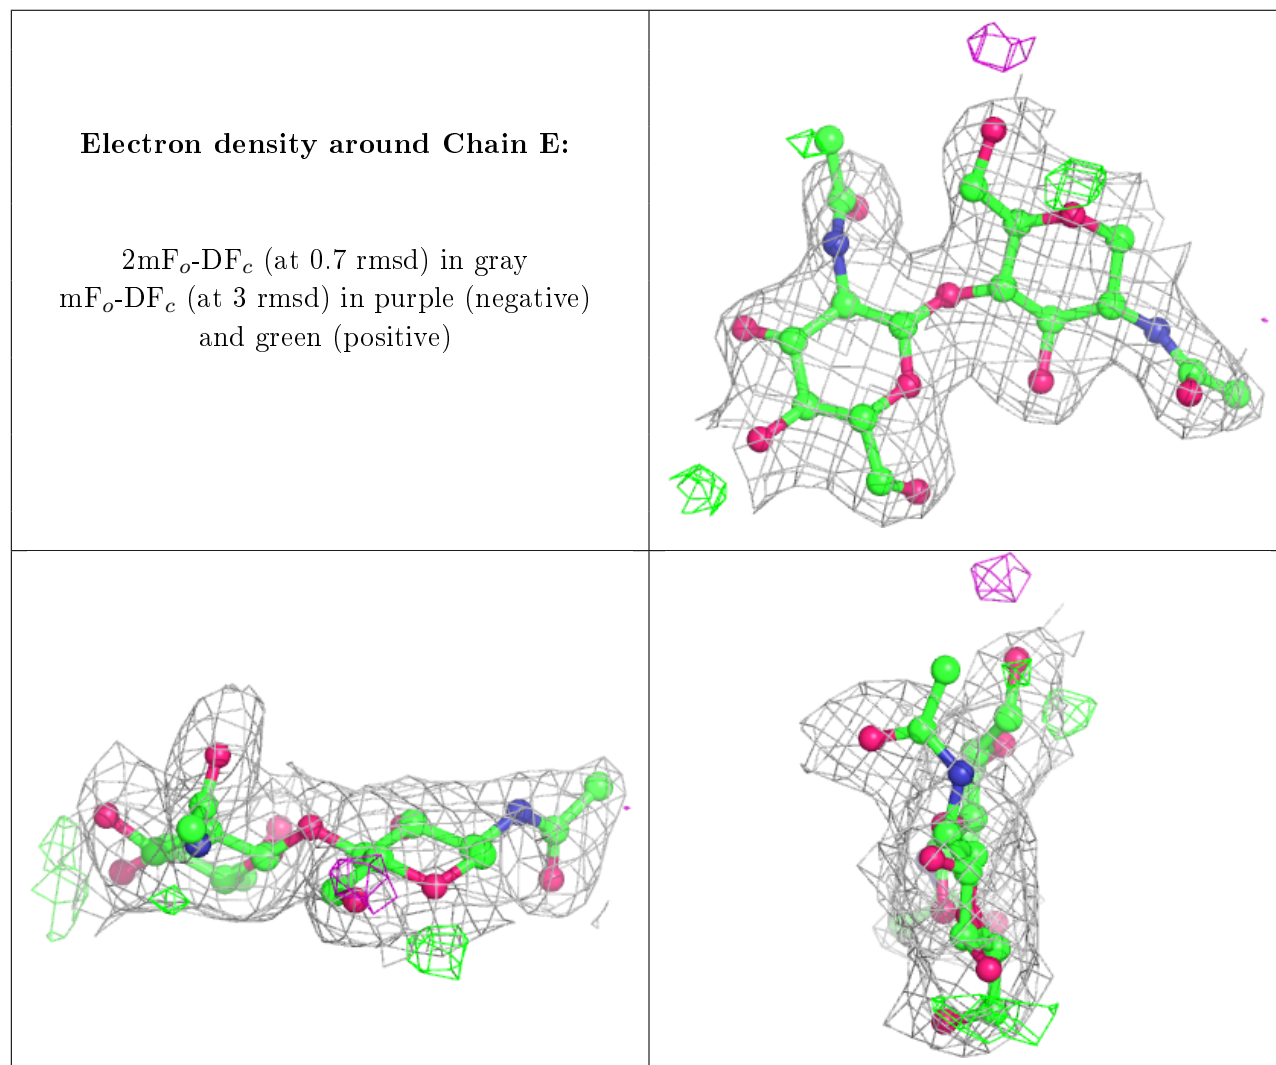 Electron density around Chain E:
2mFo-DFc (at 0.7 rmsd) in gray
mFo-DFc (at 3 rmsd) in purple (negative)
and green (positive)